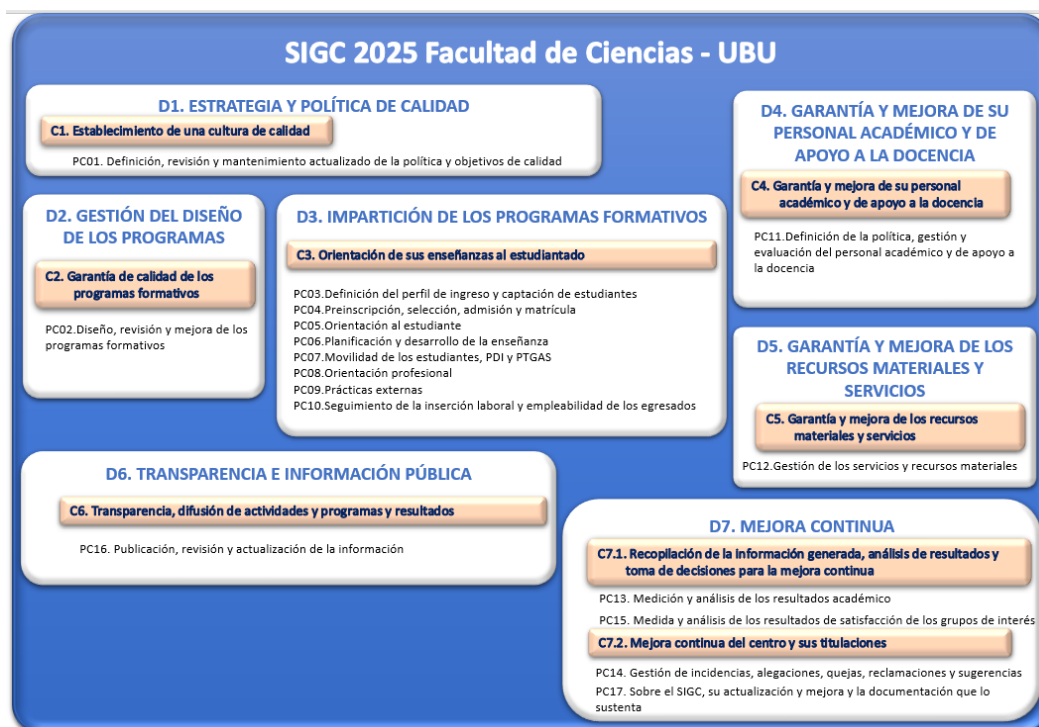 SIGC 2025 Facultad de Ciencias - UBU
D1. ESTRATEGIA Y POLÍTICA DE CALIDAD
C1. Establecimiento de una cultura de calidad
PC01. Definición, revisión y mantenimiento actualizado de la política y objetivos de calidad
D2. GESTIÓN DEL DISEÑO
DE LOS PROGRAMAS
C2. Garantía de calidad de los
programas formativos
PC02.Diseño, revisión y mejora de los
programas formativos
D3. IMPARTICIÓN DE LOS PROGRAMAS FORMATIVOS
C3. Orientación de sus enseñanzas al estudiantado
PC03.Definición del perfil de ingreso y captación de estudiantes
PC04.Preinscripción, selección, admisión y matrícula
PC05.Orientación al estudiante
PC06.Planificación y desarrollo de la enseñanza
PC07.Movilidad de los estudiantes, PDI y PTGAS
PC08.Orientación profesional
PC09.Prácticas externas
PC10.Seguimiento de la inserción laboral y empleabilidad de los egresados
D4. GARANTÍA Y MEJORA DE SU
PERSONAL ACADÉMICO Y DE
APOYO A LA DOCENCIA
C4. Garantía y mejora de su personal
académico y de apoyo a la docencia
PC11.Definición de la política, gestión y
evaluación del personal académico y de apoyo a
la docencia
D5. GARANTÍA Y MEJORA DE LOS
RECURSOS MATERIALES Y
SERVICIOS
C5. Garantía y mejora de los recursos
materiales y servicios
PC12.Gestión de los servicios y recursos materiales
D6. TRANSPARENCIA E INFORMACIÓN PÚBLICA
C6. Transparencia, difusión de actividades y programas y resultados
PC16. Publicación, revisión y actualización de la información
D7. MEJORA CONTINUA
C7.1. Recopilación de la información generada, análisis de resultados y
toma de decisiones para la mejora continua
PC13. Medición y análisis de los resultados académico
PC15. Medida y análisis de los resultados de satisfacción de los grupos de interés
C7.2. Mejora continua del centro y sus titulaciones
PC14. Gestión de incidencias, alegaciones, quejas, reclamaciones y sugerencias
PC17. Sobre el SIGC, su actualización y mejora y la documentación que lo
sustenta